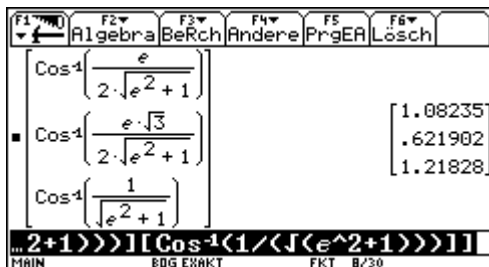 F1 F2 F3 F4 F5 F6
Algebra BeRch Andere PrgEA Lösch
Cos⁻¹(e/(2·√(e²+1)))
Cos⁻¹(e·√3/(2·√(e²+1)))
Cos⁻¹(1/√(e²+1))
[1.08235
.621902
1.21828]
…2+1)))][Cos⁻¹(1/(√(e^2+1)))]]
MAIN BOG EXAKT FKT 8/30